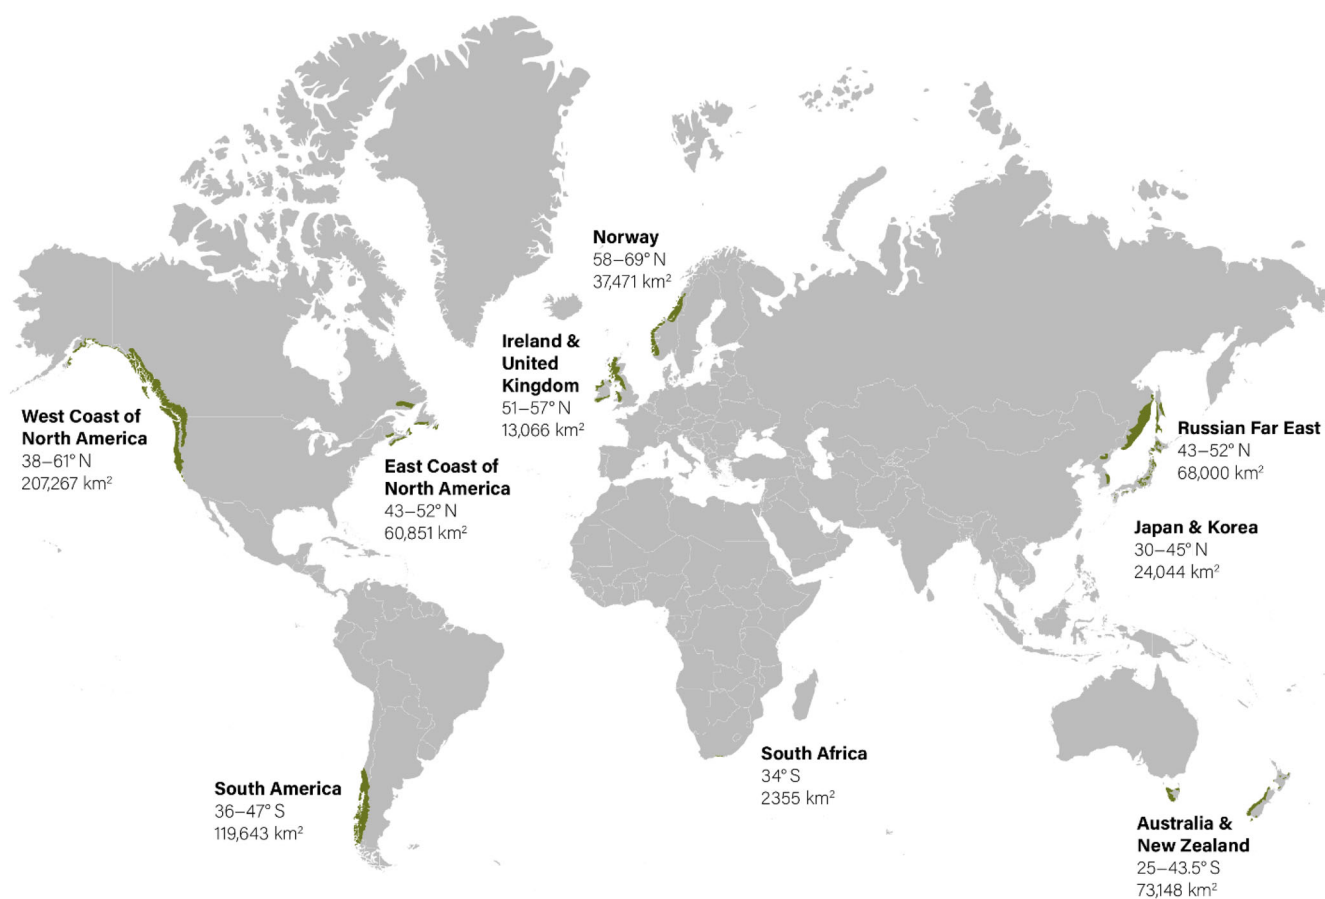 Norway
58–69° N
37,471 km²
Ireland &
United
Kingdom
51–57° N
13,066 km²
West Coast of
North America
38–61° N
207,267 km²
East Coast of
North America
43–52° N
60,851 km²
Russian Far East
43–52° N
68,000 km²
Japan & Korea
30–45° N
24,044 km²
South Africa
34° S
2355 km²
South America
36–47° S
119,643 km²
Australia &
New Zealand
25–43.5° S
73,148 km²